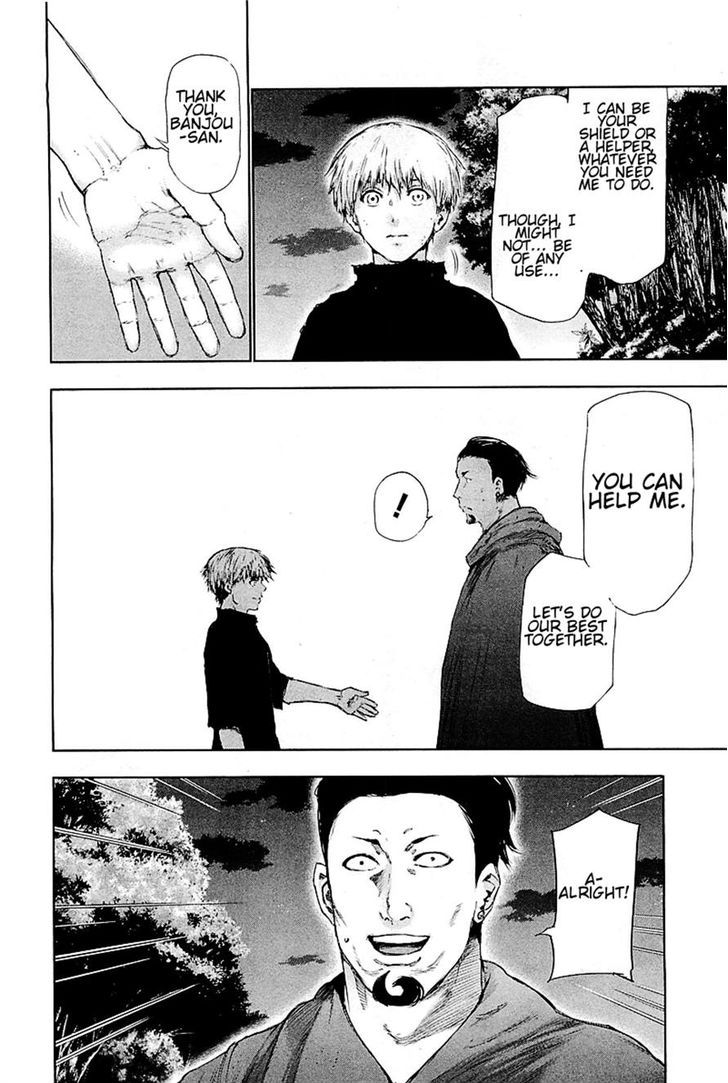 I CAN BE
YOUR
SHIELD OR
A HELPER,
WHATEVER
YOU NEED
ME TO DO.
THOUGH, I
MIGHT
NOT... BE
OF ANY
USE...
THANK
YOU,
BANJOU
-SAN.
YOU CAN
HELP ME.
!
LET'S DO
OUR BEST
TOGETHER.
A-
ALRIGHT!